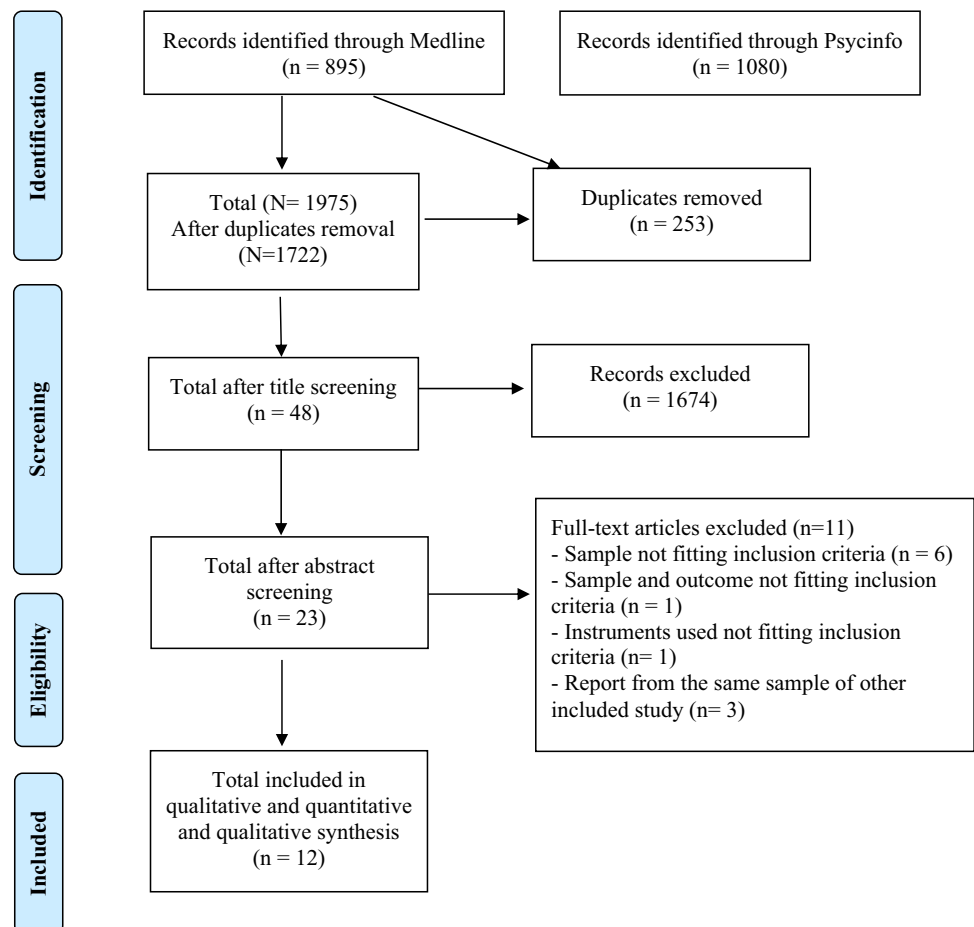 Identification
Records identified through Medline
(n = 895)
Records identified through Psycinfo
(n = 1080)
Total (N= 1975)
After duplicates removal
(N=1722)
Duplicates removed
(n = 253)
Screening
Total after title screening
(n = 48)
Records excluded
(n = 1674)
Total after abstract
screening
(n = 23)
Full-text articles excluded (n=11)
- Sample not fitting inclusion criteria (n = 6)
- Sample and outcome not fitting inclusion
criteria (n = 1)
- Instruments used not fitting inclusion
criteria (n= 1)
- Report from the same sample of other
included study (n= 3)
Eligibility
Included
Total included in
qualitative and quantitative
and qualitative synthesis
(n = 12)